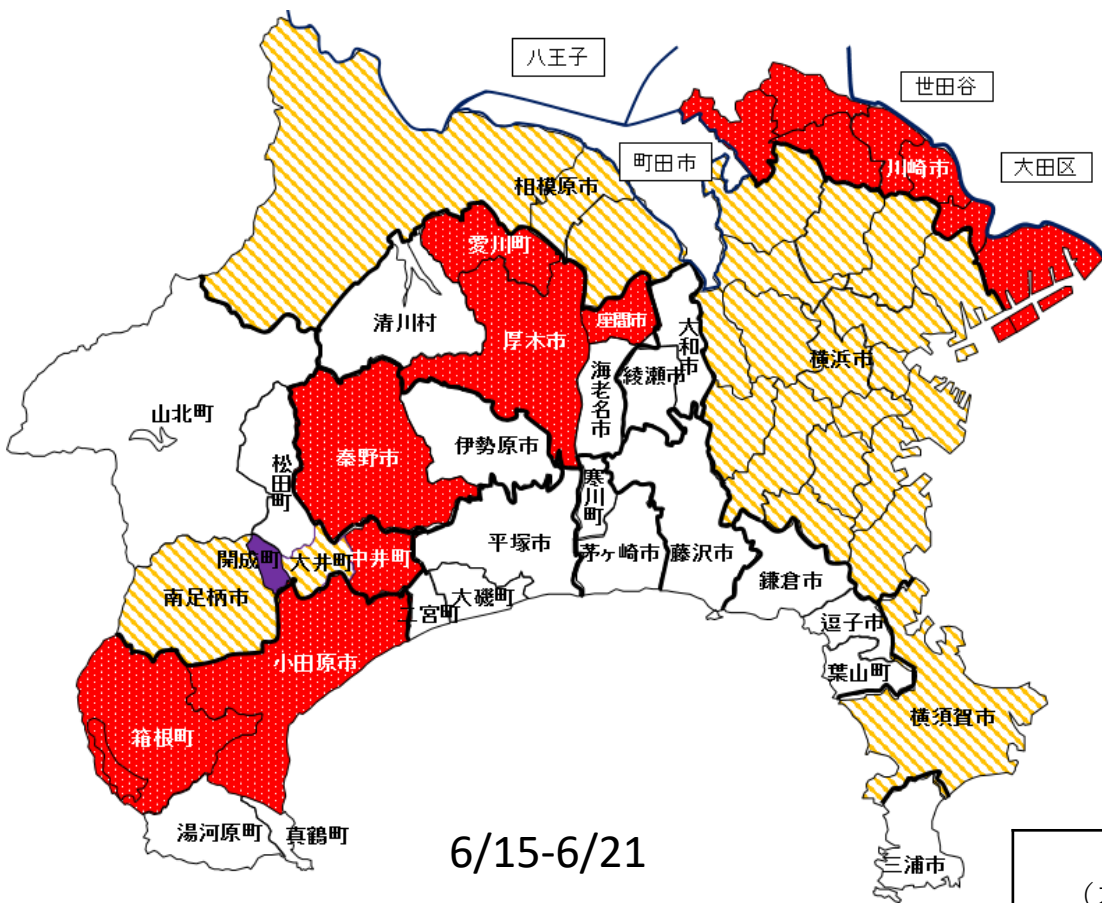 八王子
世田谷
町田市
川崎市
大田区
相模原市
愛川町
清川村
厚木市
座間市
大和市
海老名市
綾瀬市
横浜市
山北町
秦野市
伊勢原市
松田町
寒川町
開成町
大井町
中井町
平塚市
茅ヶ崎市
藤沢市
鎌倉市
南足柄市
二宮町
大磯町
逗子市
小田原市
葉山町
箱根町
横須賀市
湯河原町
真鶴町
6/15-6/21
三浦市